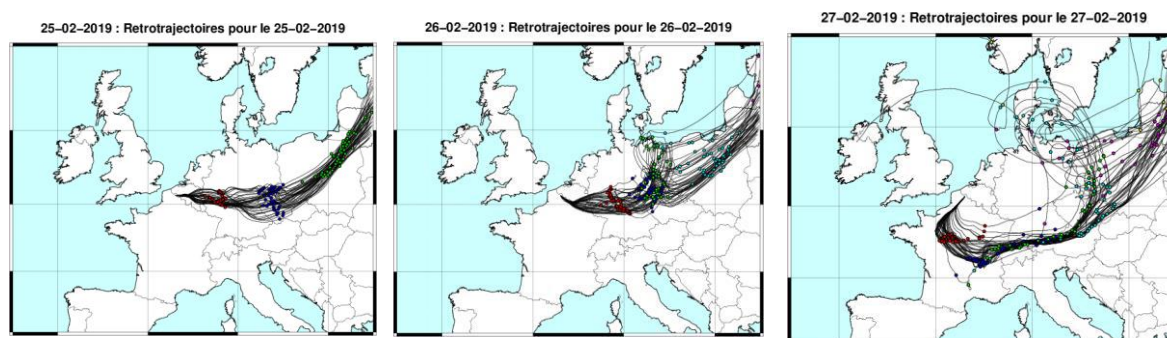 25-02-2019 : Retrotrajectoires pour le 25-02-2019
26-02-2019 : Retrotrajectoires pour le 26-02-2019
27-02-2019 : Retrotrajectoires pour le 27-02-2019